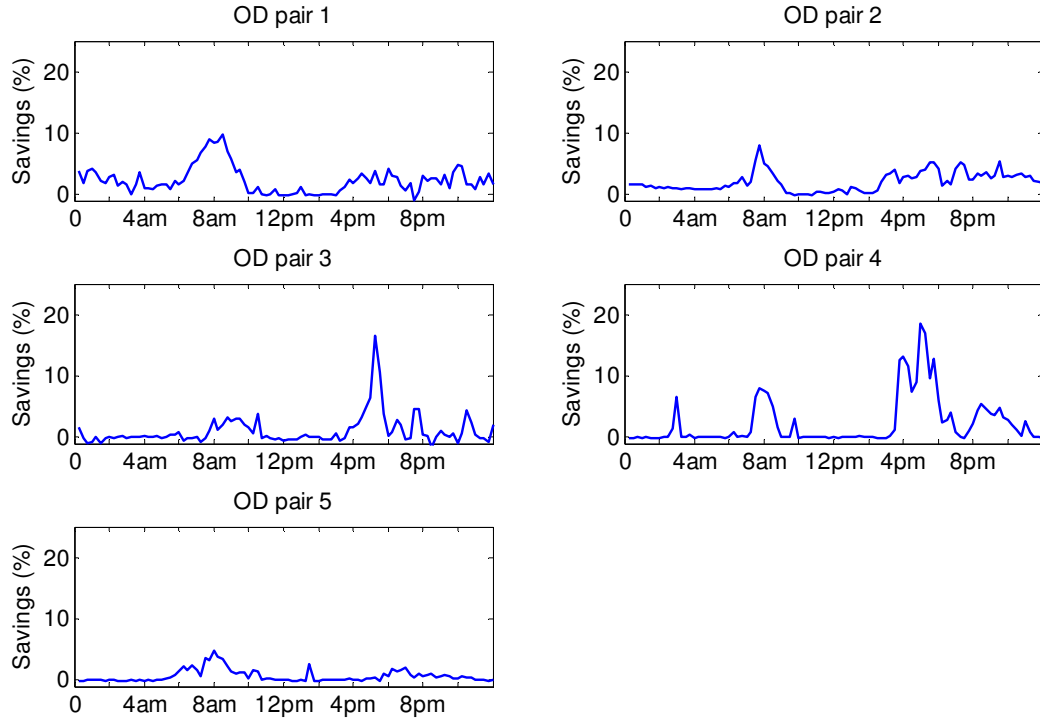 OD pair 1
Savings (%)
20
10
0
0 4am 8am 12pm 4pm 8pm
OD pair 2
Savings (%)
20
10
0
0 4am 8am 12pm 4pm 8pm
OD pair 3
Savings (%)
20
10
0
0 4am 8am 12pm 4pm 8pm
OD pair 4
Savings (%)
20
10
0
0 4am 8am 12pm 4pm 8pm
OD pair 5
Savings (%)
20
10
0
0 4am 8am 12pm 4pm 8pm